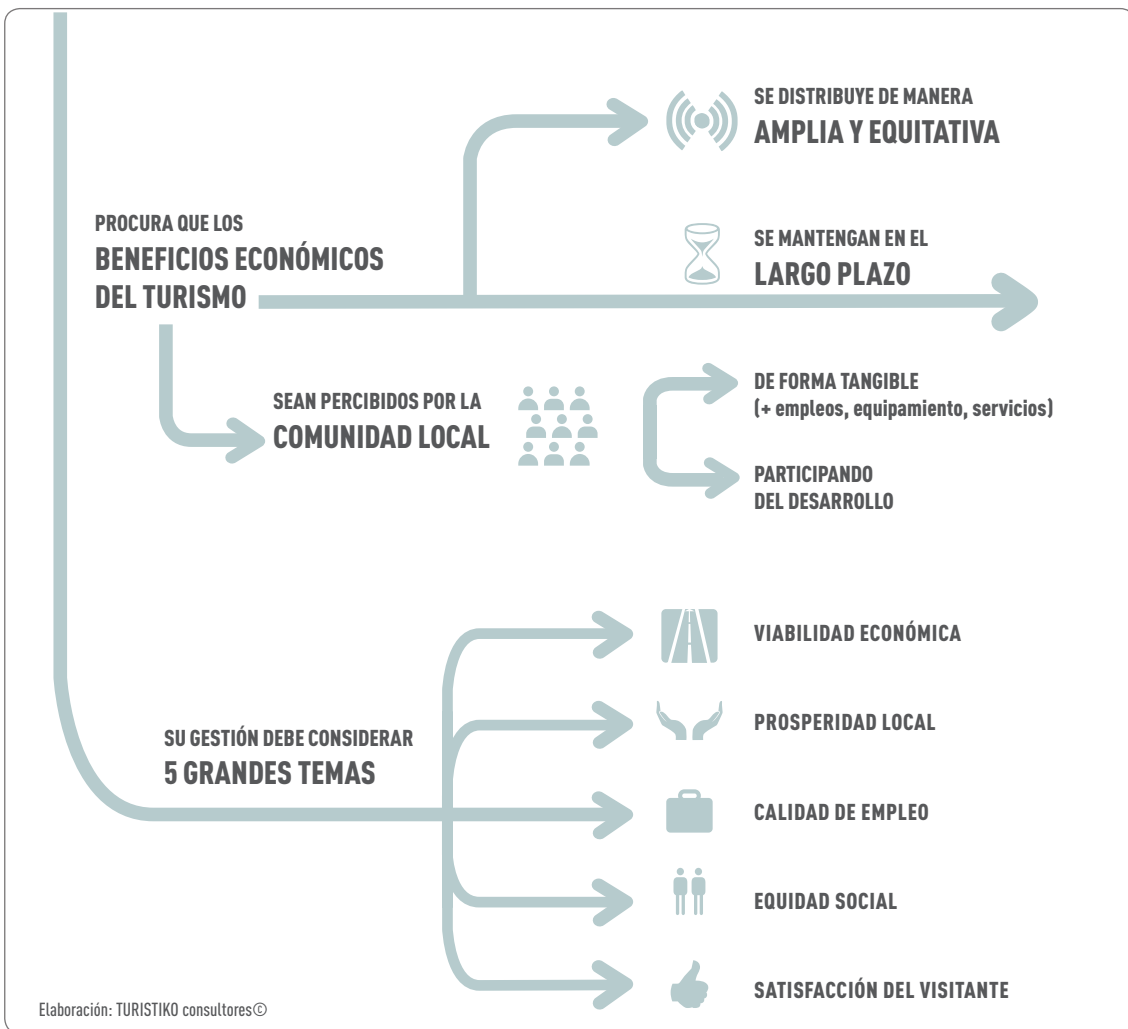 SE DISTRIBUYE DE MANERA
AMPLIA Y EQUITATIVA
PROCURA QUE LOS
BENEFICIOS ECONÓMICOS
DEL TURISMO
SE MANTENGAN EN EL
LARGO PLAZO
SEAN PERCIBIDOS POR LA
COMUNIDAD LOCAL
DE FORMA TANGIBLE
(+ empleos, equipamiento, servicios)
PARTICIPANDO
DEL DESARROLLO
SU GESTIÓN DEBE CONSIDERAR
5 GRANDES TEMAS
VIABILIDAD ECONÓMICA
PROSPERIDAD LOCAL
CALIDAD DE EMPLEO
EQUIDAD SOCIAL
SATISFACCIÓN DEL VISITANTE
Elaboración: TURISTIKO consultores©